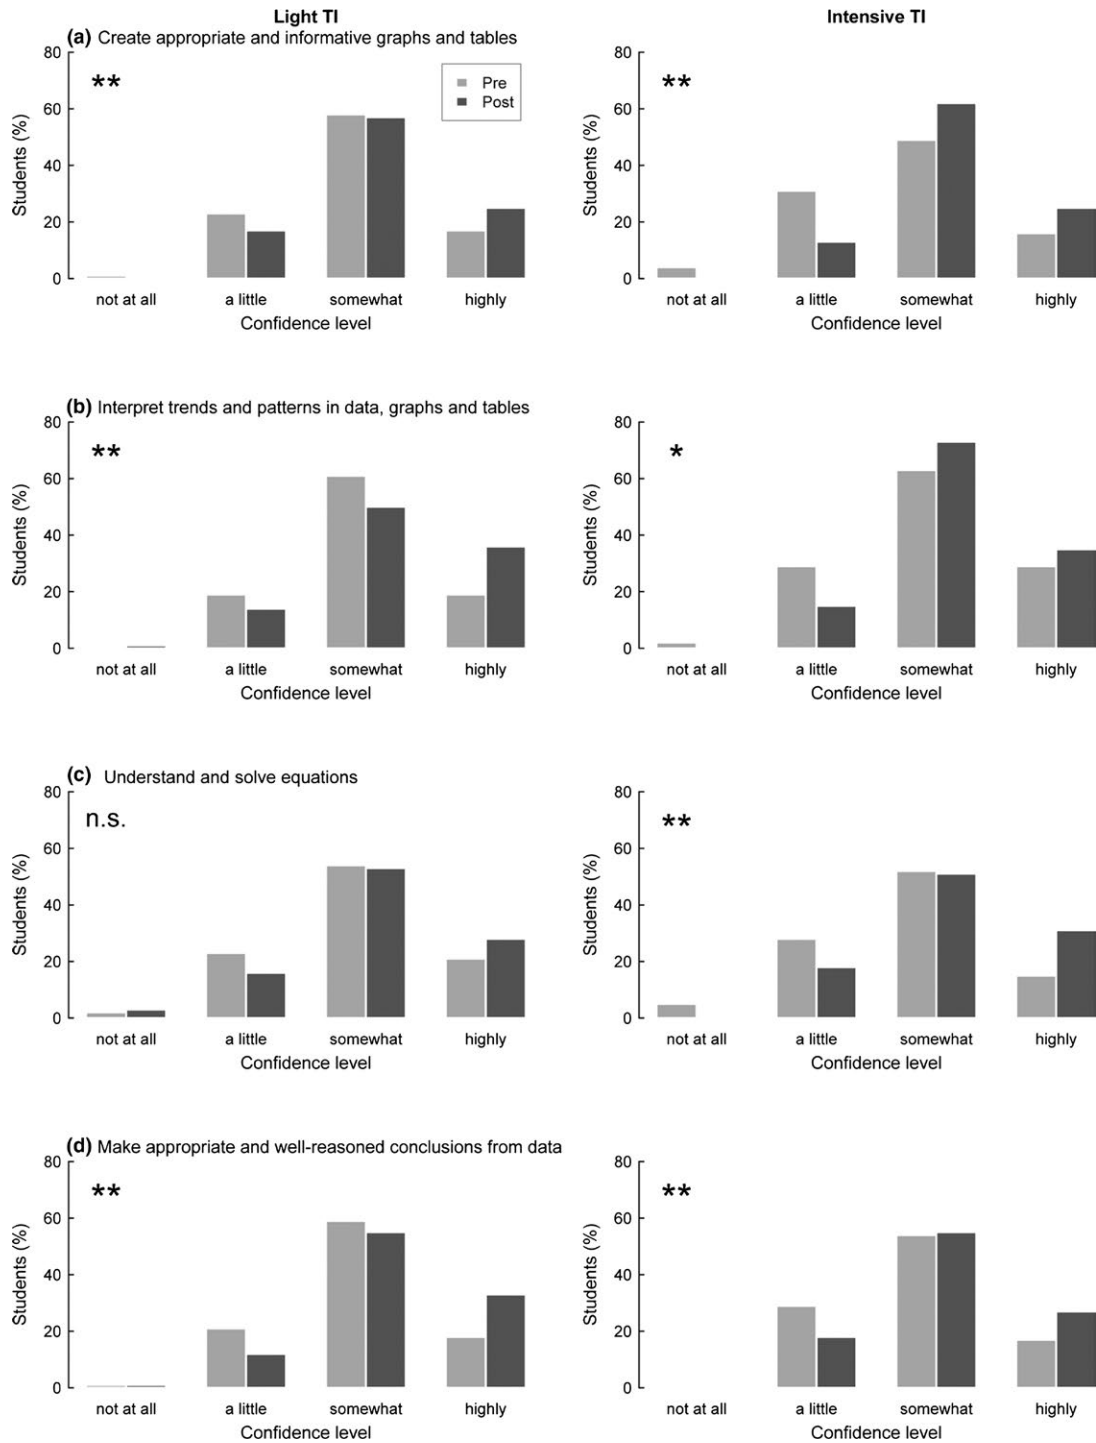 Light TI
Intensive TI
(a) Create appropriate and informative graphs and tables
80
60
40
20
0
Students (%)
**
Pre
Post
not at all a little somewhat highly
Confidence level
80
60
40
20
0
Students (%)
**
not at all a little somewhat highly
Confidence level
(b) Interpret trends and patterns in data, graphs and tables
80
60
40
20
0
Students (%)
**
not at all a little somewhat highly
Confidence level
80
60
40
20
0
Students (%)
*
not at all a little somewhat highly
Confidence level
(c) Understand and solve equations
80
60
40
20
0
Students (%)
n.s.
not at all a little somewhat highly
Confidence level
80
60
40
20
0
Students (%)
**
not at all a little somewhat highly
Confidence level
(d) Make appropriate and well-reasoned conclusions from data
80
60
40
20
0
Students (%)
**
not at all a little somewhat highly
Confidence level
80
60
40
20
0
Students (%)
**
not at all a little somewhat highly
Confidence level